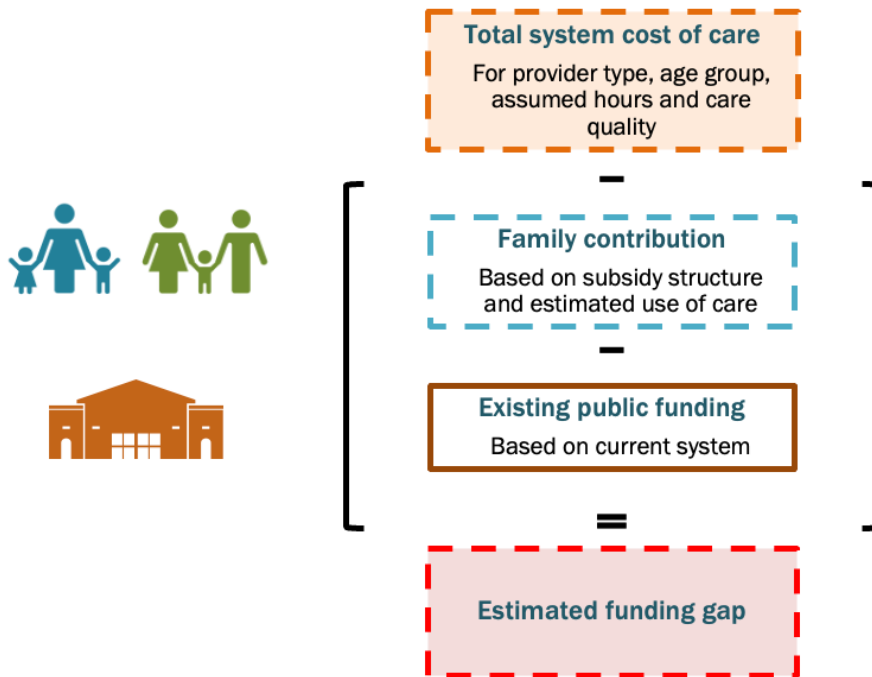 Total system cost of care
For provider type, age group,
assumed hours and care
quality
–
Family contribution
Based on subsidy structure
and estimated use of care
–
Existing public funding
Based on current system
=
Estimated funding gap